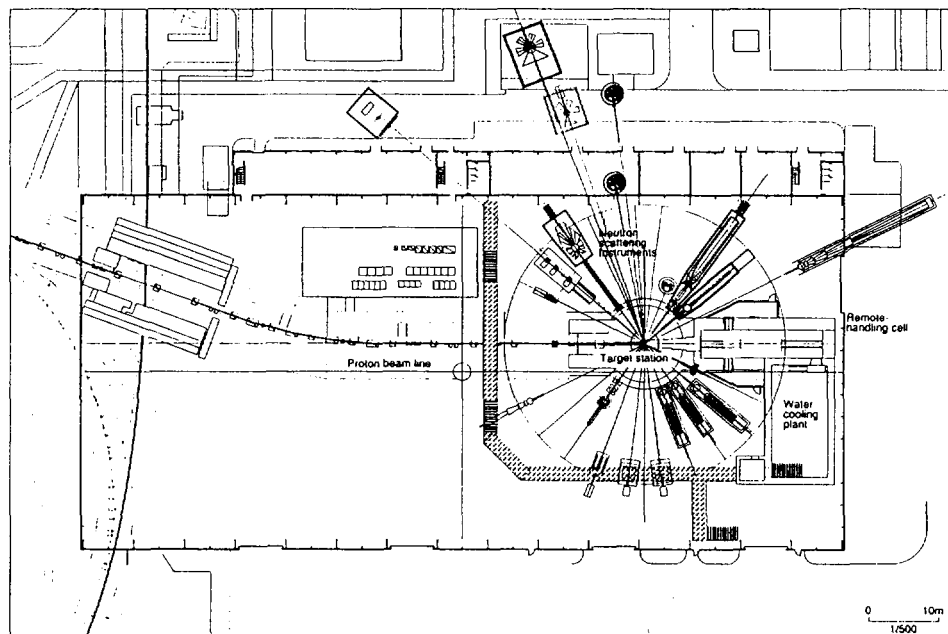 Neutron
scattering
instruments
Remote-
handling cell
Target station
Proton beam line
Water
cooling
plant
0 10m
1/500